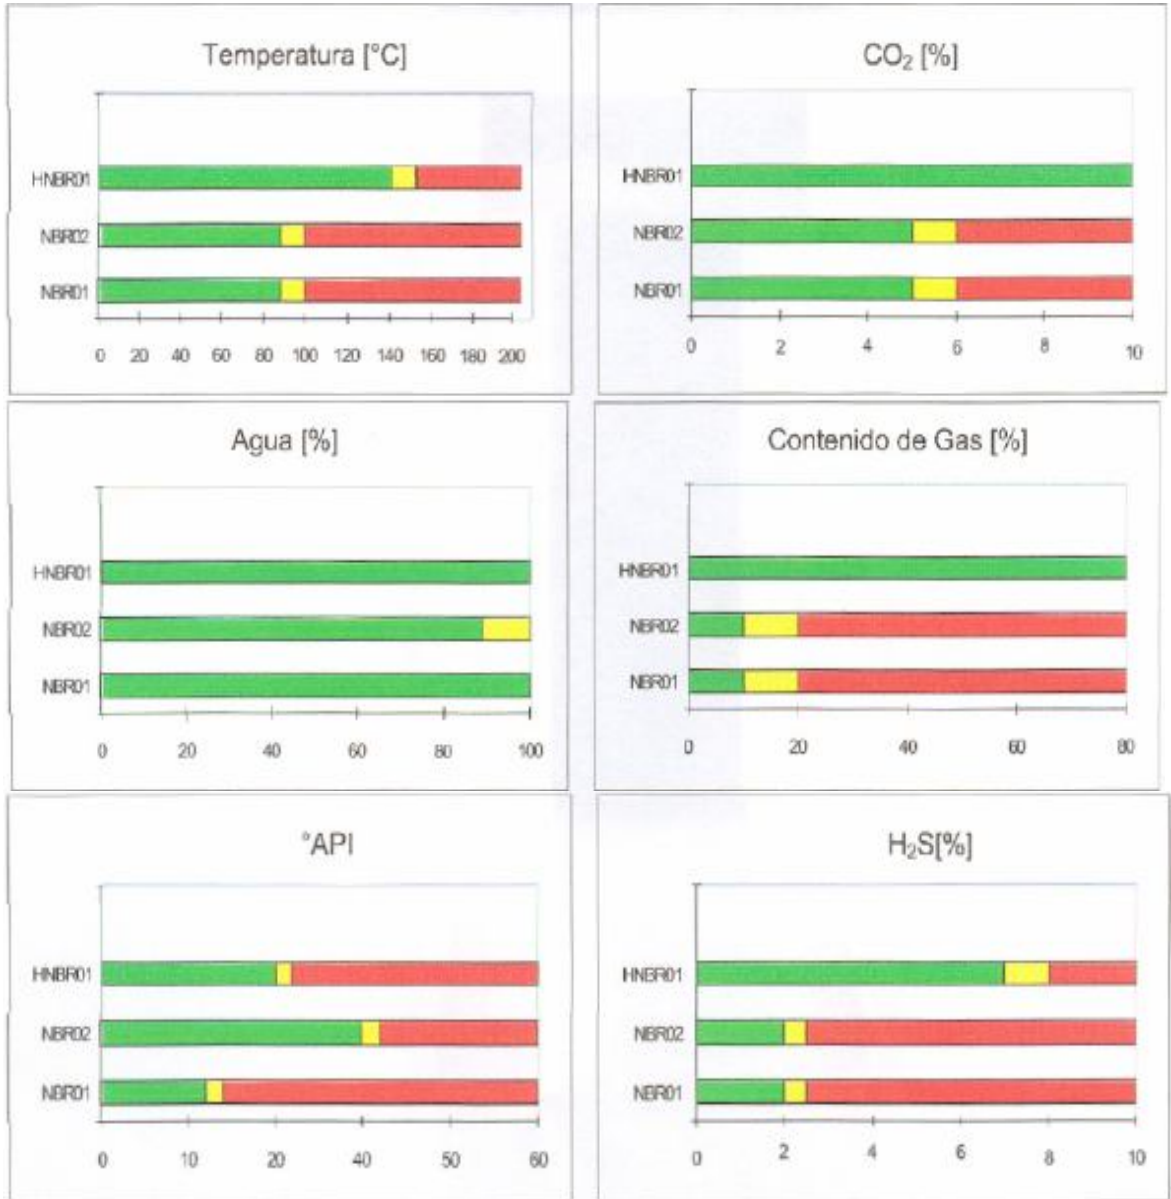 Temperatura [°C]
HNBR01
NBR02
NBR01
0 20 40 60 80 100 120 140 160 180 200
CO₂ [%]
HNBR01
NBR02
NBR01
0 2 4 6 8 10
Agua [%]
HNBR01
NBR02
NBR01
0 20 40 60 80 100
Contenido de Gas [%]
HNBR01
NBR02
NBR01
0 20 40 60 80
°API
HNBR01
NBR02
NBR01
0 10 20 30 40 50 60
H₂S[%]
HNBR01
NBR02
NBR01
0 2 4 6 8 10